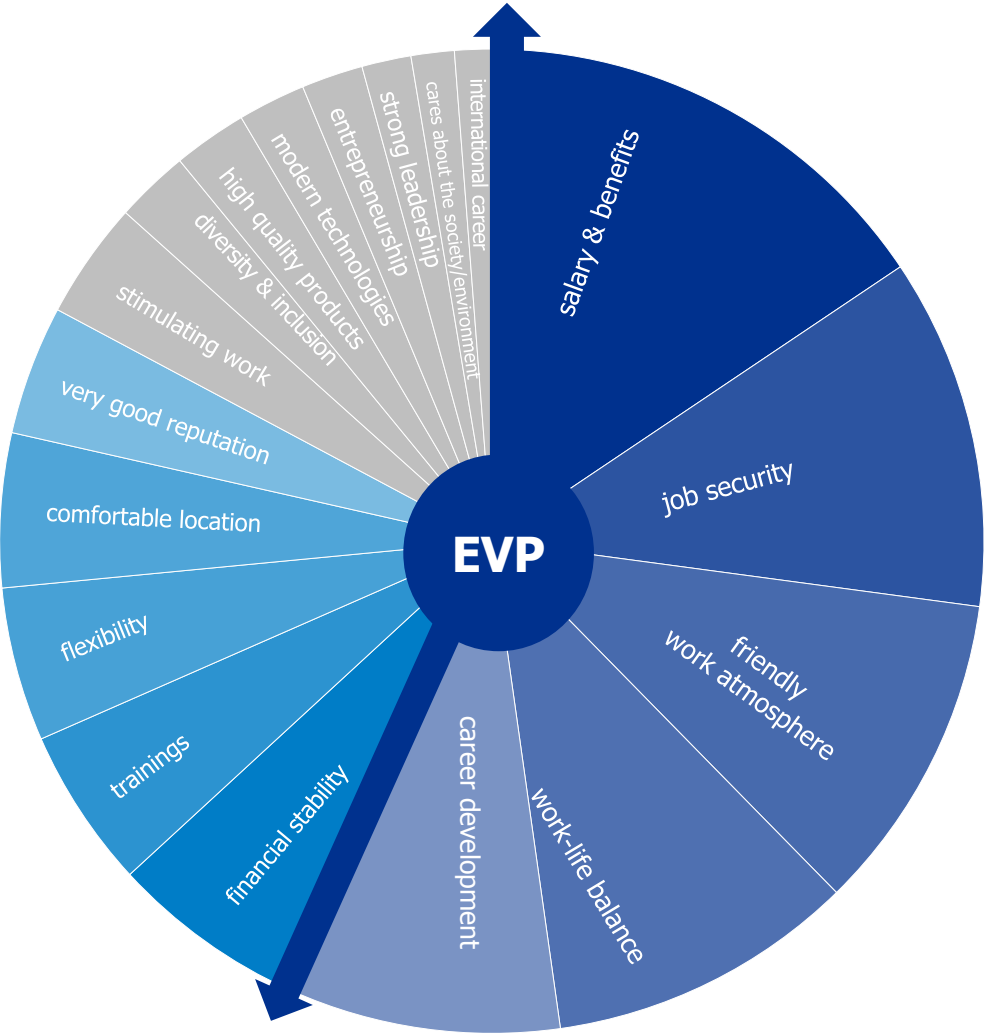 salary & benefits
job security
friendly
work atmosphere
work-life balance
career development
financial stability
trainings
flexibility
comfortable location
very good reputation
stimulating work
diversity & inclusion
high quality products
modern technologies
entrepreneurship
strong leadership
cares about the society/environment
international career
EVP